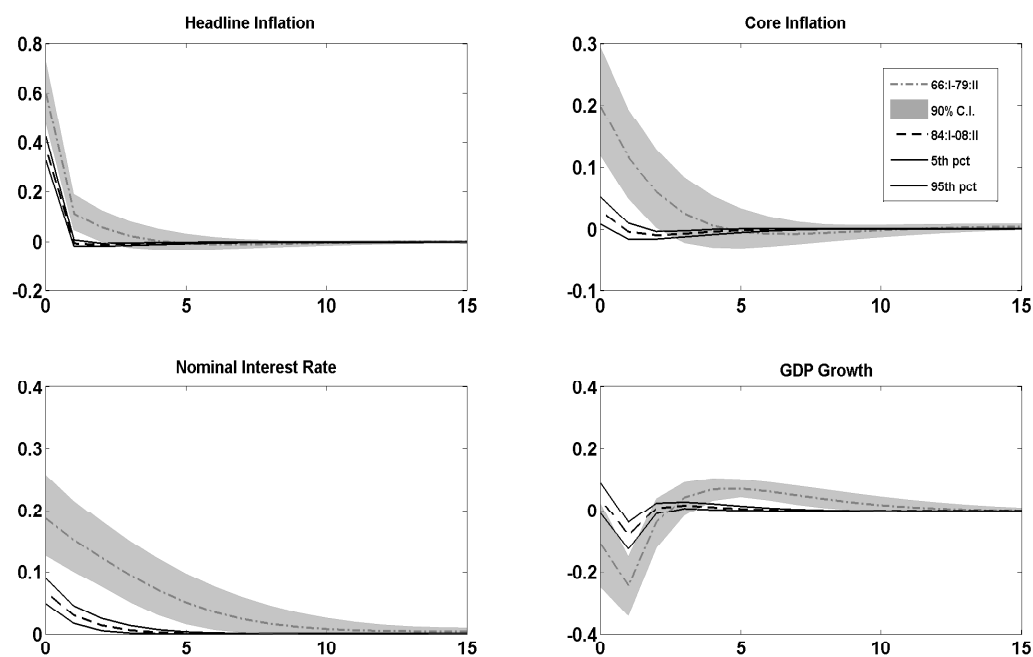 Headline Inflation
0.8
0.6
0.4
0.2
0
-0.2
0 5 10 15
Core Inflation
0.3
0.2
0.1
0
-0.1
0 5 10 15
66:I-79:II
90% C.I.
84:I-08:II
5th pct
95th pct
Nominal Interest Rate
0.4
0.3
0.2
0.1
0
0 5 10 15
GDP Growth
0.4
0.2
0
-0.2
-0.4
0 5 10 15